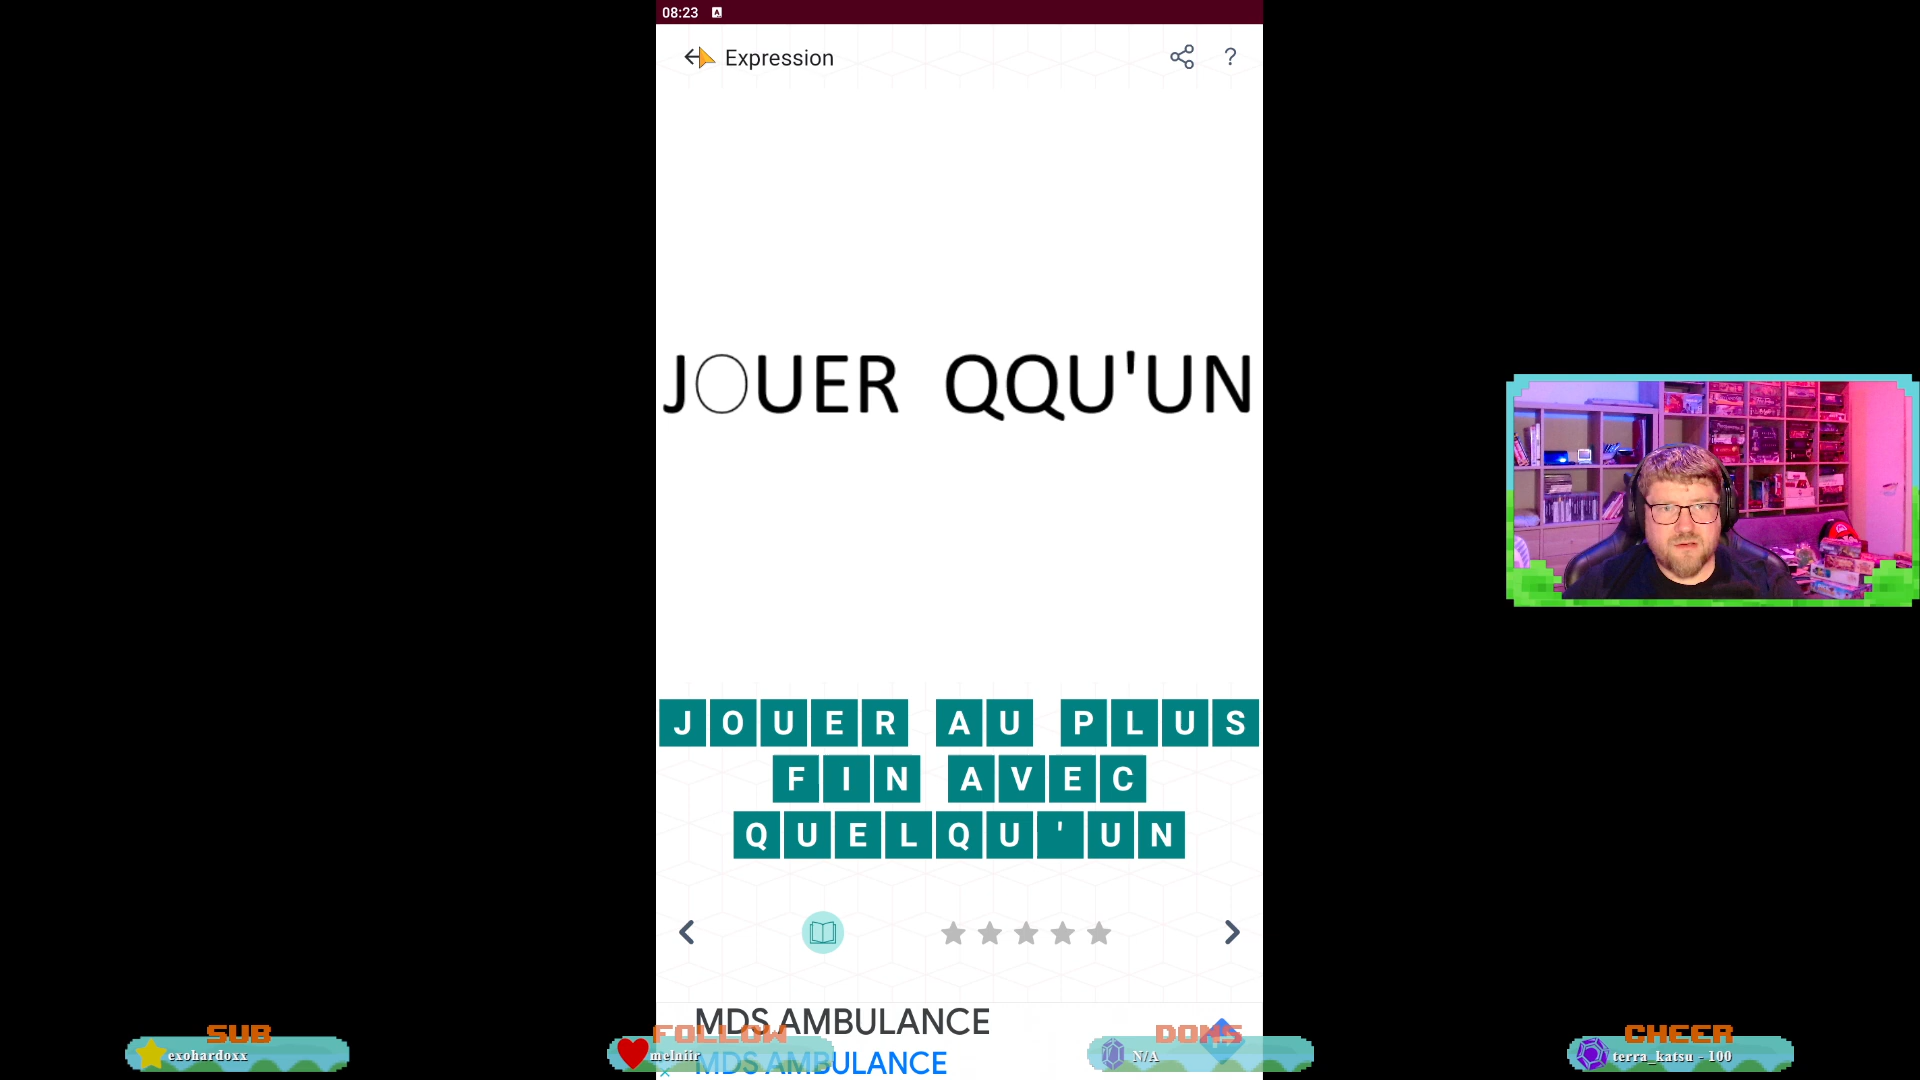 08:23
Expression
?
JOUER QQU'UN
JOUER AU PLUS
FIN AVEC
QUELQU'UN
MDS AMBULANCE
MDS AMBULANCE
SUB
exohardoxx
FOLLOW
melniir
DONS
N/A
CHEER
terra_katsu - 100